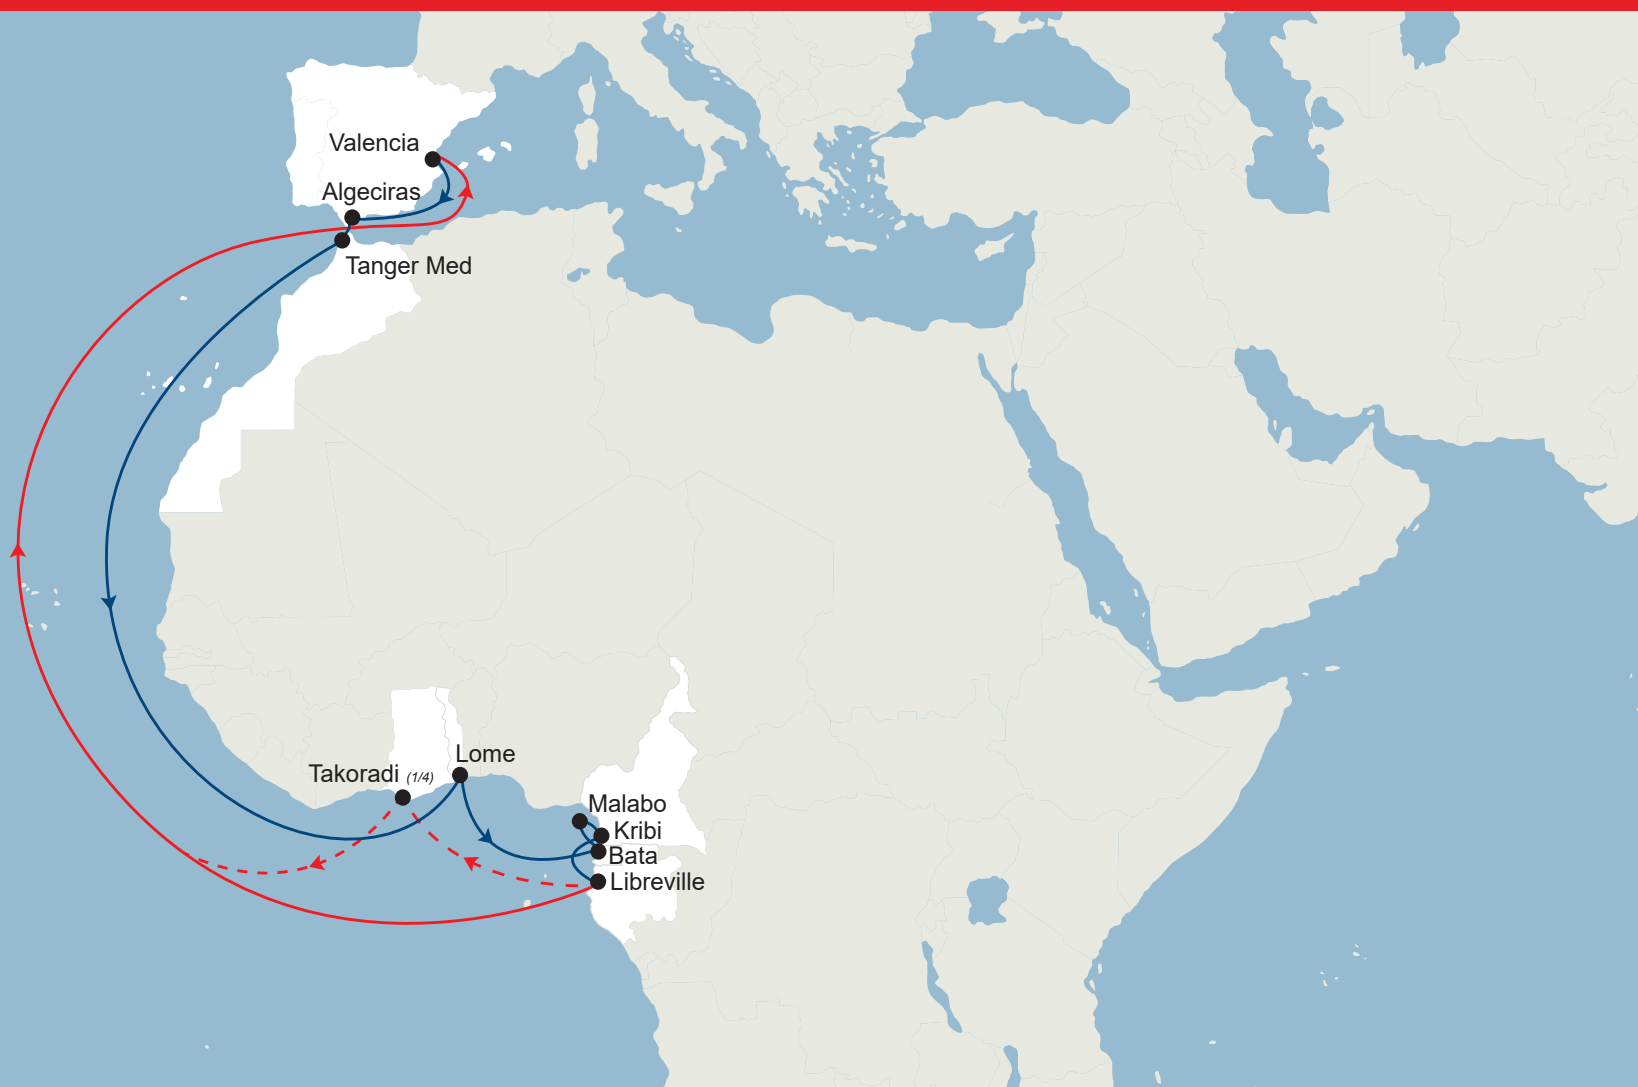 Valencia
Algeciras
Tanger Med
Lome
Takoradi (1/4)
Malabo
Kribi
Bata
Libreville